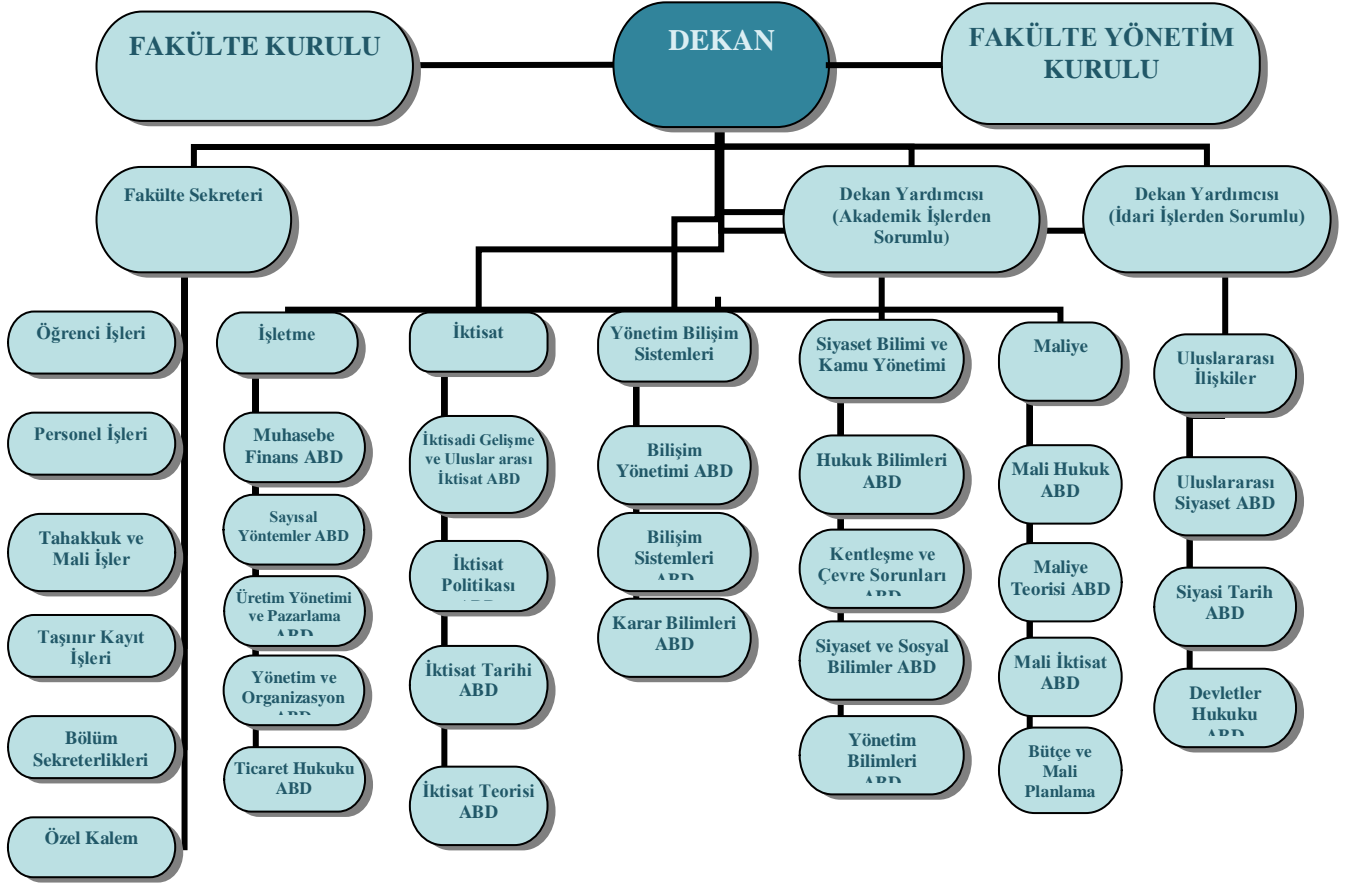 FAKÜLTE KURULU
DEKAN
FAKÜLTE YÖNETİM
KURULU
Fakülte Sekreteri
Dekan Yardımcısı
(Akademik İşlerden
Sorumlu)
Dekan Yardımcısı
(İdari İşlerden Sorumlu)
Öğrenci İşleri
Personel İşleri
Tahakkuk ve
Mali İşler
Taşınır Kayıt
İşleri
Bölüm
Sekreterlikleri
Özel Kalem
İşletme
Muhasebe
Finans ABD
Sayısal
Yöntemler ABD
Üretim Yönetimi
ve Pazarlama
ABD
Yönetim ve
Organizasyon
ABD
Ticaret Hukuku
ABD
İktisat
İktisadi Gelişme
ve Uluslar arası
İktisat ABD
İktisat
Politikası
İktisat Tarihi
ABD
İktisat Teorisi
ABD
Yönetim Bilişim
Sistemleri
Bilişim
Yönetimi ABD
Bilişim
Sistemleri
ABD
Karar Bilimleri
ABD
Siyaset Bilimi ve
Kamu Yönetimi
Hukuk Bilimleri
ABD
Kentleşme ve
Çevre Sorunları
ABD
Siyaset ve Sosyal
Bilimler ABD
Yönetim
Bilimleri
ABD
Maliye
Mali Hukuk
ABD
Maliye
Teorisi ABD
Mali İktisat
ABD
Bütçe ve
Mali
Planlama
Uluslararası
İlişkiler
Uluslararası
Siyaset ABD
Siyasi Tarih
ABD
Devletler
Hukuku
ABD